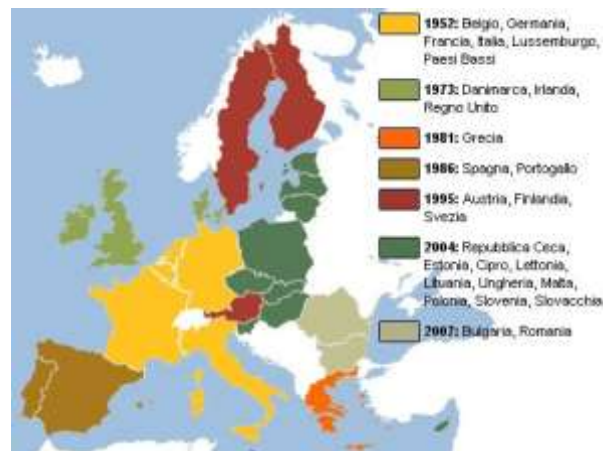 1952: Belgio, Germania,
Francia, Italia, Lussemburgo,
Paesi Bassi
1973: Danimarca, Irlanda,
Regno Unito
1981: Grecia
1986: Spagna, Portogallo
1995: Austria, Finlandia,
Svezia
2004: Repubblica Ceca,
Estonia, Cipro, Lettonia,
Lituania, Ungheria, Malta,
Polonia, Slovenia, Slovacchia
2007: Bulgaria, Romania